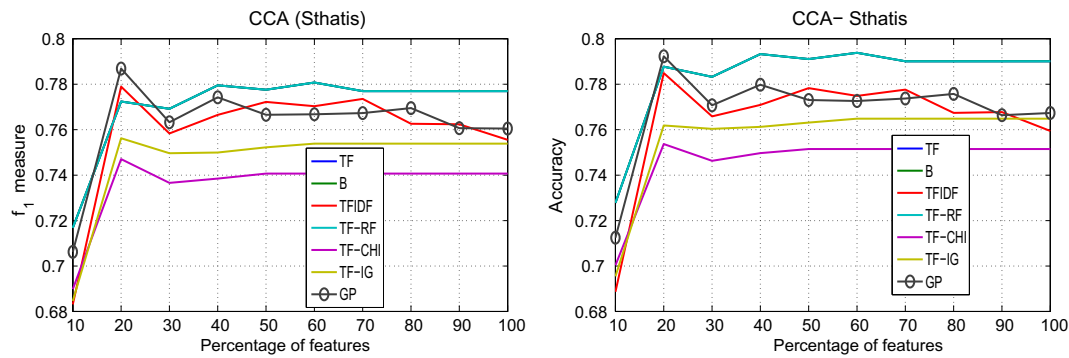 CCA (Sthatis)
f1 measure
0.8
0.78
0.76
0.74
0.72
0.7
0.68
10 20 30 40 50 60 70 80 90 100
Percentage of features
TF
B
TFIDF
TF-RF
TF-CHI
TF-IG
GP
CCA- Sthatis
Accuracy
0.8
0.78
0.76
0.74
0.72
0.7
0.68
10 20 30 40 50 60 70 80 90 100
Percentage of features
TF
B
TFIDF
TF-RF
TF-CHI
TF-IG
GP